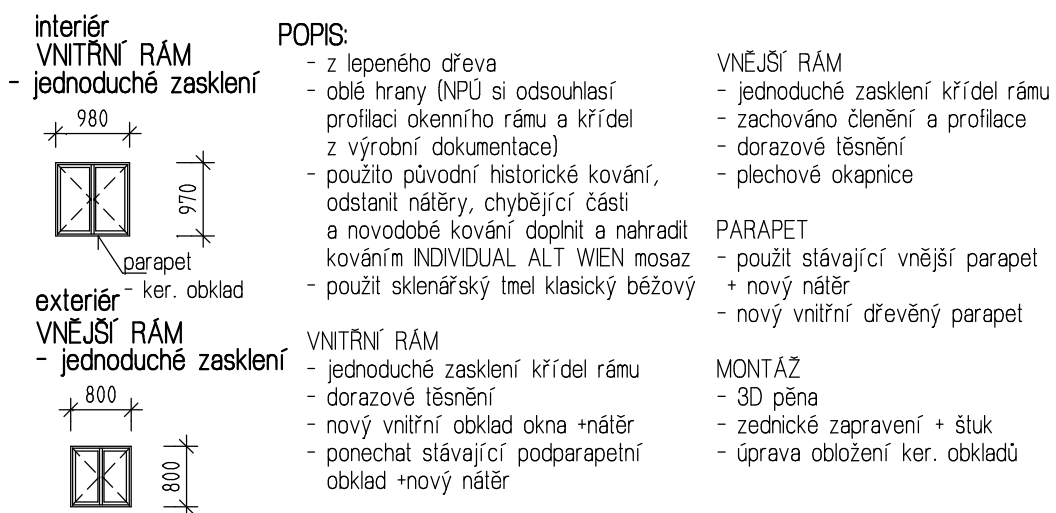 interiér
VNITŘNÍ RÁM
- jednoduché zasklení
980
970
parapet
- ker. obklad
exteriér
VNĚJŠÍ RÁM
- jednoduché zasklení
800
800
POPIS:
- z lepeného dřeva
- oblé hrany (NPÚ si odsouhlasí
profilaci okenního rámu a křídel
z výrobní dokumentace)
- použito původní historické kování,
odstanit nátěry, chybějící části
a novodobé kování doplnit a nahradit
kováním INDIVIDUAL ALT WIEN mosaz
- použit sklenářský tmel klasický béžový
VNITŘNÍ RÁM
- jednoduché zasklení křídel rámu
- dorazové těsnění
- nový vnitřní obklad okna +nátěr
- ponechat stávající podparapetní
obklad +nový nátěr
VNĚJŠÍ RÁM
- jednoduché zasklení křídel rámu
- zachováno členění a profilace
- dorazové těsnění
- plechové okapnice
PARAPET
- použit stávající vnější parapet
+ nový nátěr
- nový vnitřní dřevěný parapet
MONTÁŽ
- 3D pěna
- zednické zapravení + štuk
- úprava obložení ker. obkladů